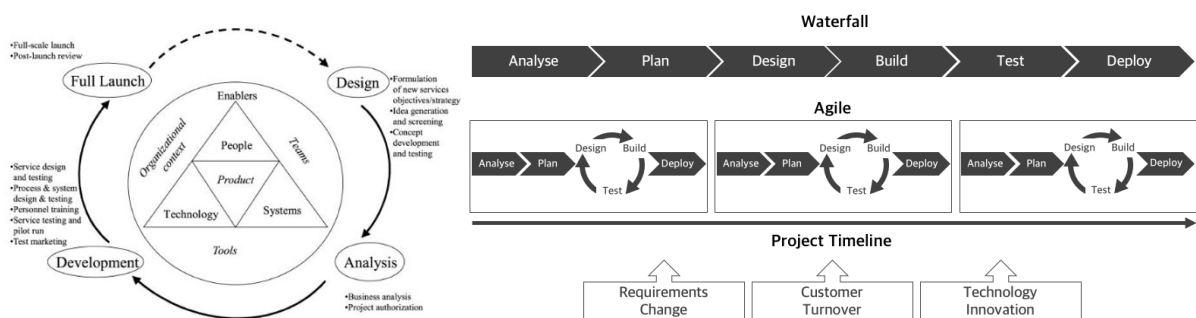 •Full-scale launch
•Post-launch review
Full Launch
Design
•Formulation
of new services
objectives/strategy
•Idea generation
and screening
•Concept
development
and testing
Enablers
Organizational
context
Teams
People
Product
Technology
Systems
Tools
•Service design
and testing
•Process & system
design & testing
•Personnel training
•Service testing and
pilot run
•Test marketing
Development
Analysis
•Business analysis
•Project authorization
Waterfall
Analyse
Plan
Design
Build
Test
Deploy
Agile
Analyse
Plan
Design
Build
Test
Deploy
Analyse
Plan
Design
Build
Test
Deploy
Analyse
Plan
Design
Build
Test
Deploy
Project Timeline
Requirements
Change
Customer
Turnover
Technology
Innovation